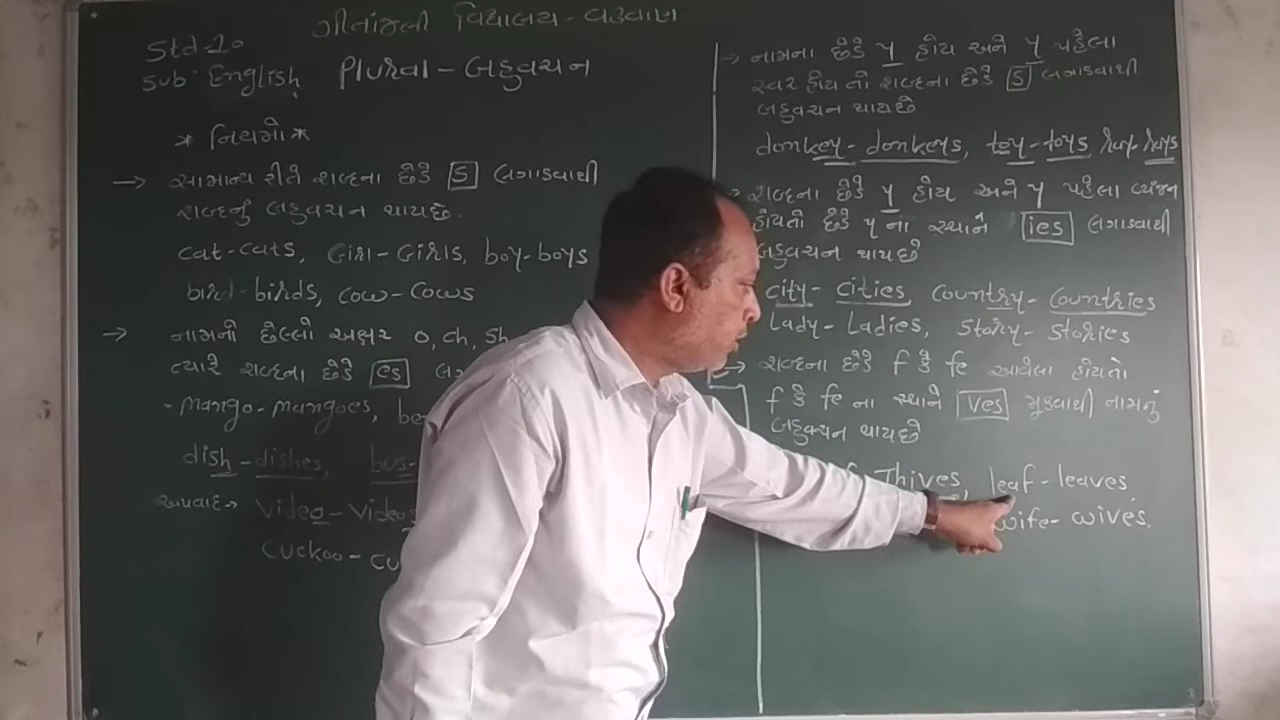 ગીતાંજલી વિદ્યાલય - વઢવાણ
Std-10
Sub: English
Plural - બહુવચન
* નિયમો *
→ સામાન્ય રીતે શબ્દના છેડે S લગાડવાથી
શબ્દનું બહુવચન થાય છે.
cat-cats, Girl-Girls, boy-boys
bird-birds, cow-cows
→ નામનો છેલ્લો અક્ષર o, ch, sh
ત્યારે શબ્દના છેડે es
-mango-mangoes,
dish-dishes, bus-
અપવાદ→ video-videos
cuckoo-cu
→ નામના છેડે y હોય અને y પહેલા
સ્વર હોય તો શબ્દના છેડે S લગાડવાથી
બહુવચન થાય છે
donkey-donkeys, toy-toys
શબ્દના છેડે y હોય અને y પહેલા વ્યંજન
હોય તો છેડે y ના સ્થાને ies લગાડવાથી
બહુવચન થાય છે
city-cities, country-countries
Lady-Ladies, Story-Stories
→ શબ્દના છેડે f કે fe આવેલા હોય તો
f કે fe ના સ્થાને ves મૂકવાથી નામનું
બહુવચન થાય છે
Thives, leaf-leaves
wife-wives.